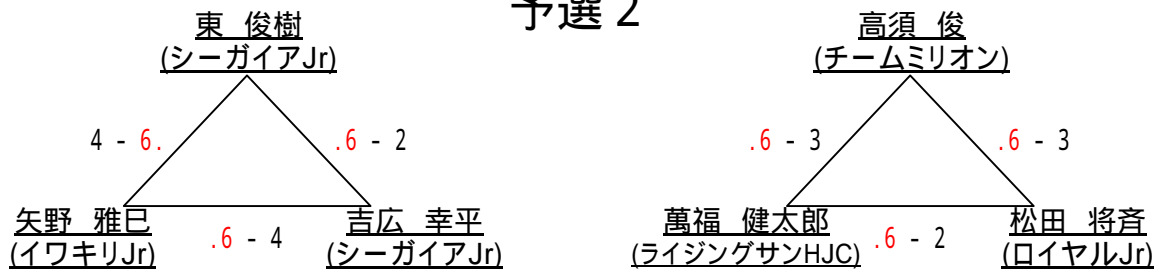 予選2
東 俊樹
(シーガイアJr)
高須 俊
(チームミリオン)
4 - 6.
.6 - 2
.6 - 3
.6 - 3
矢野 雅巳
(イワキリJr)
.6 - 4
吉広 幸平
(シーガイアJr)
萬福 健太郎
(ライジングサンHJC)
.6 - 2
松田 将斉
(ロイヤルJr)